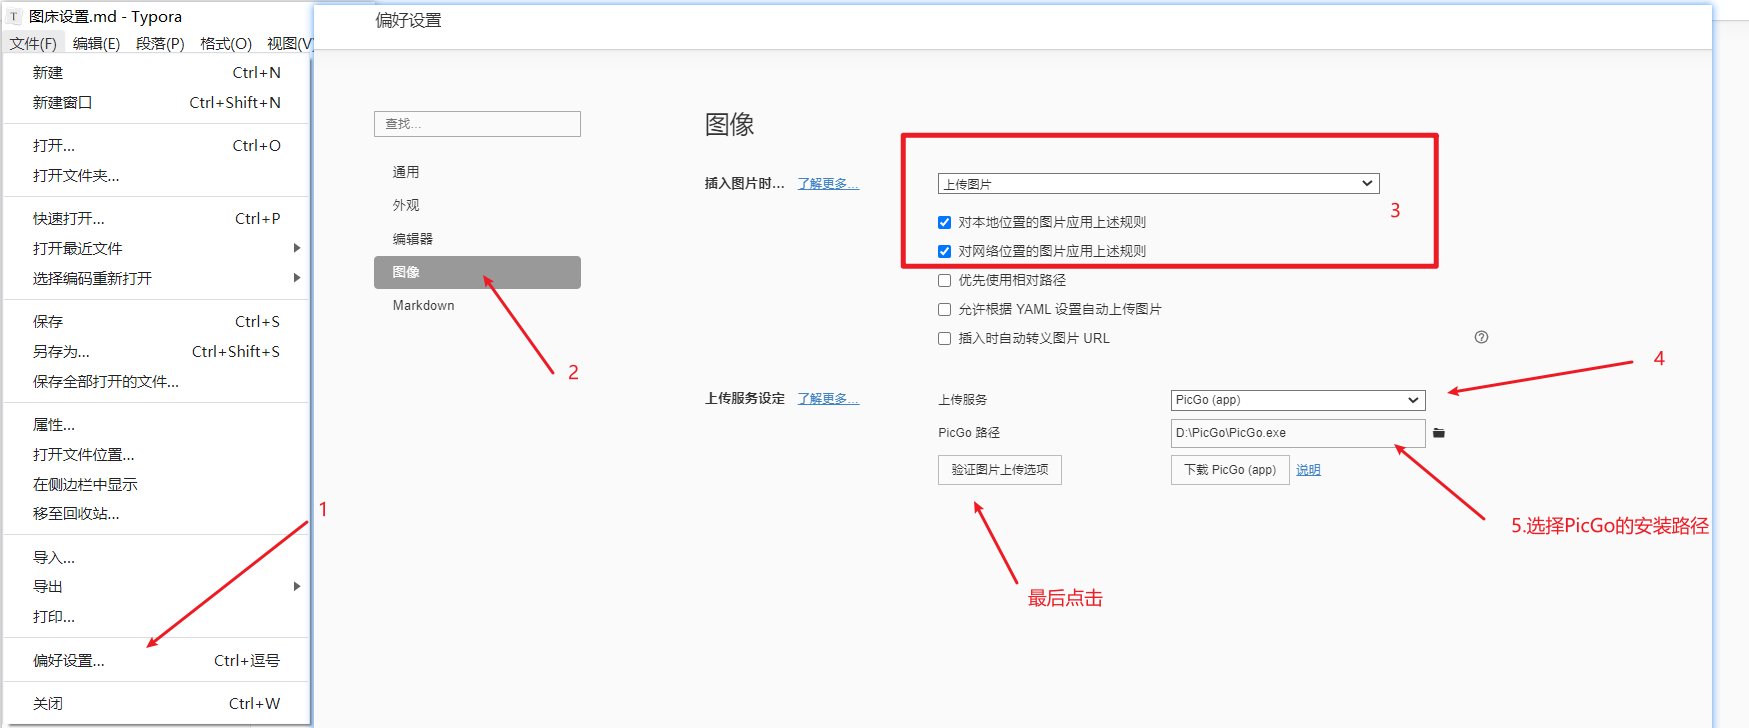 图床设置.md - Typora
文件(F) 编辑(E) 段落(P) 格式(O) 视图(V)
新建 Ctrl+N
新建窗口 Ctrl+Shift+N
打开... Ctrl+O
打开文件夹...
快速打开... Ctrl+P
打开最近文件
选择编码重新打开
保存 Ctrl+S
另存为... Ctrl+Shift+S
保存全部打开的文件...
属性...
打开文件位置...
在侧边栏中显示
移至回收站...
导入...
导出
打印...
偏好设置... Ctrl+逗号
关闭 Ctrl+W
1
偏好设置
查找...
通用
外观
编辑器
图像
Markdown
2
图像
插入图片时... 了解更多...
上传图片
3
对本地位置的图片应用上述规则
对网络位置的图片应用上述规则
优先使用相对路径
允许根据 YAML 设置自动上传图片
插入时自动转义图片 URL
?
4
上传服务设定 了解更多...
上传服务 PicGo (app)
PicGo 路径 D:\PicGo\PicGo.exe
验证图片上传选项 下载 PicGo (app) 说明
5.选择PicGo的安装路径
最后点击